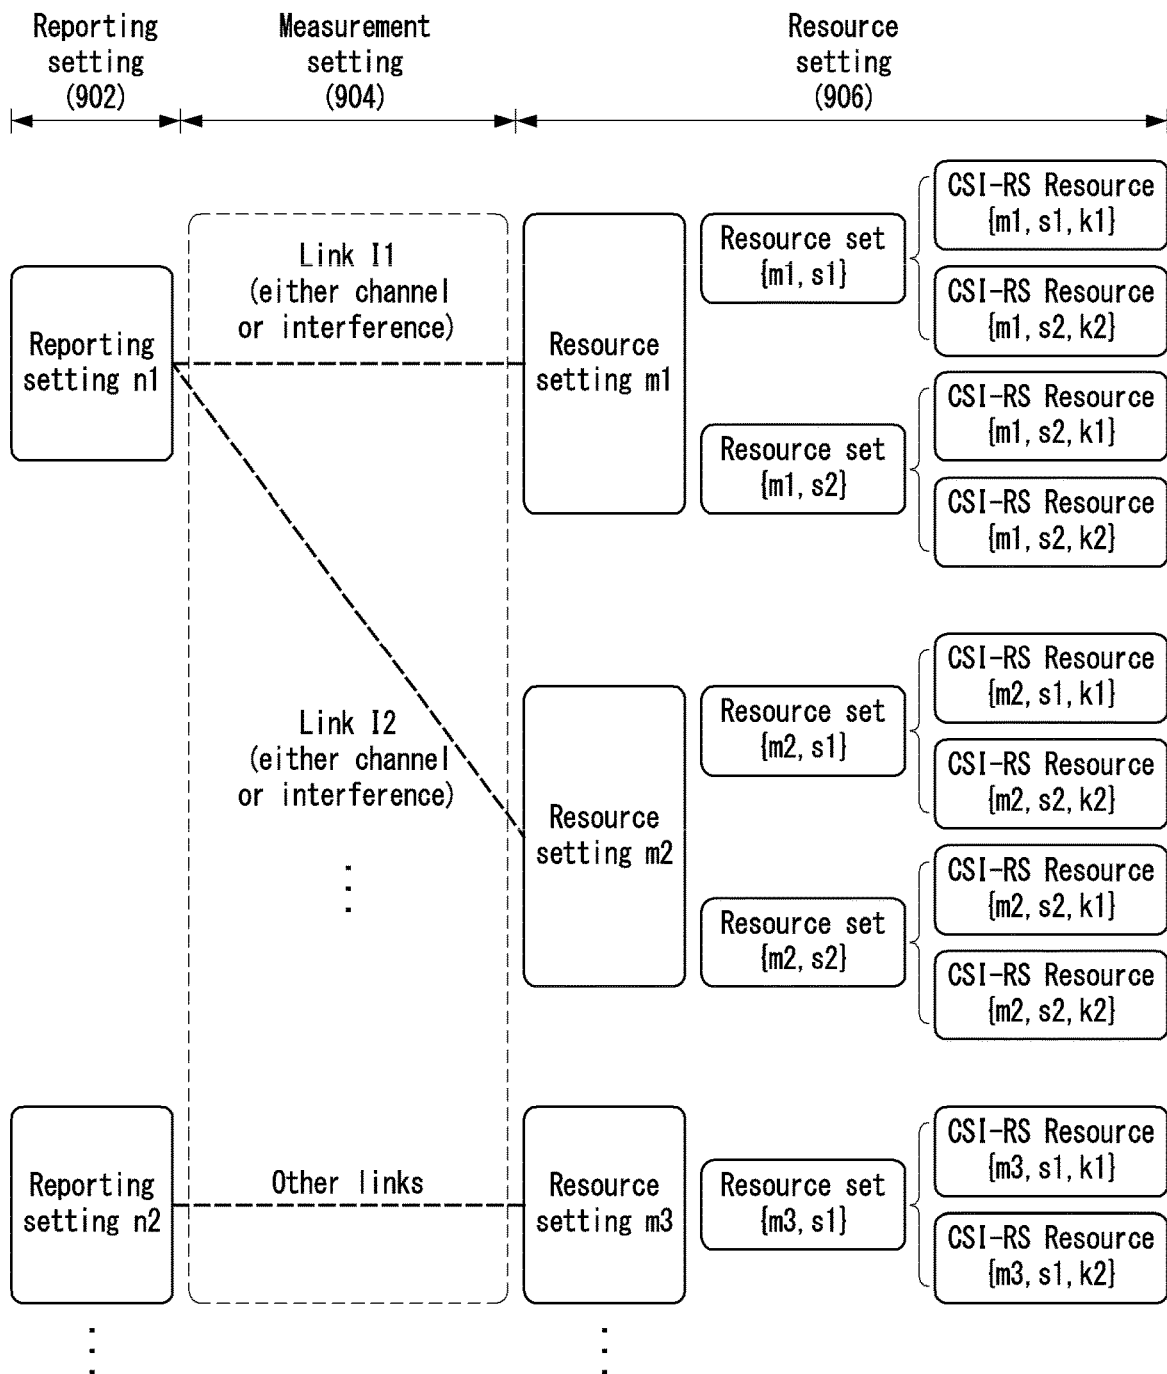 Reporting
setting
(902)
Measurement
setting
(904)
Resource
setting
(906)
Reporting
setting n1
Link I1
(either channel
or interference)
Resource
setting m1
Resource set
{m1, s1}
CSI-RS Resource
{m1, s1, k1}
CSI-RS Resource
{m1, s2, k2}
Resource set
{m1, s2}
CSI-RS Resource
{m1, s2, k1}
CSI-RS Resource
{m1, s2, k2}
Link I2
(either channel
or interference)
Resource
setting m2
Resource set
{m2, s1}
CSI-RS Resource
{m2, s1, k1}
CSI-RS Resource
{m2, s2, k2}
Resource set
{m2, s2}
CSI-RS Resource
{m2, s2, k1}
CSI-RS Resource
{m2, s2, k2}
Reporting
setting n2
Other links
Resource
setting m3
Resource set
{m3, s1}
CSI-RS Resource
{m3, s1, k1}
CSI-RS Resource
{m3, s1, k2}